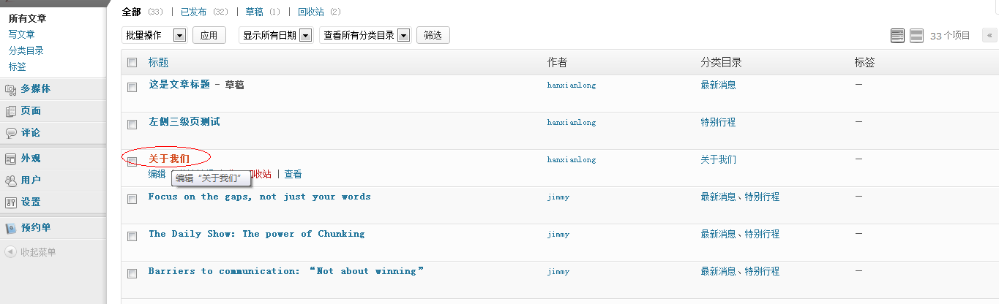 所有文章
写文章
分类目录
标签
多媒体
页面
评论
外观
用户
设置
预约单
收起菜单
全部 (33) | 已发布 (32) | 草稿 (1) | 回收站 (2)
批量操作 应用 显示所有日期 查看所有分类目录 筛选 33 个项目 «
标题 作者 分类目录 标签
这是文章标题 - 草稿 hanxianlong 最新消息 —
左侧三级页测试 hanxianlong 特别行程 —
关于我们 hanxianlong 关于我们 —
编辑 回收站 | 查看
编辑“关于我们”
Focus on the gaps, not just your words jimmy 最新消息、特别行程 —
The Daily Show: The power of Chunking jimmy 最新消息、特别行程 —
Barriers to communication: “Not about winning” jimmy 最新消息、特别行程 —